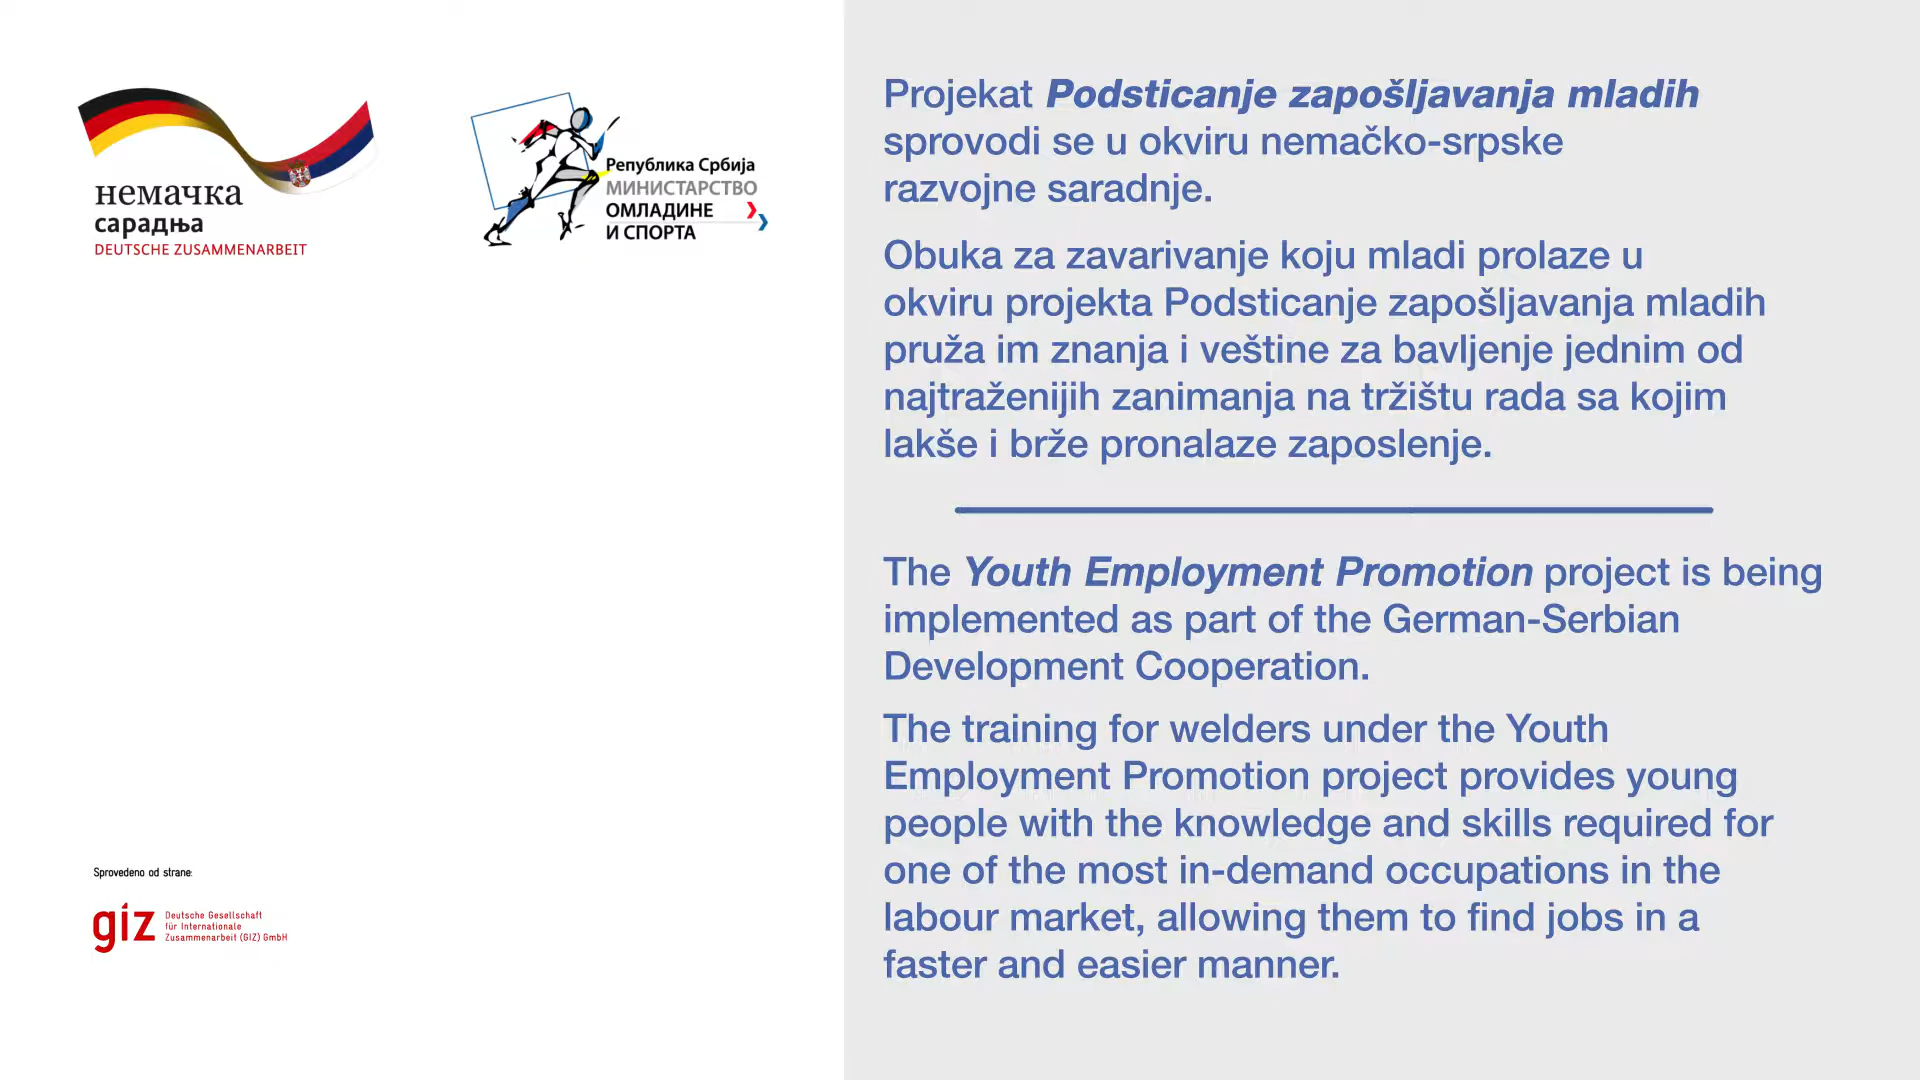 немачка
сарадња
DEUTSCHE ZUSAMMENARBEIT
Република Србија
МИНИСТАРСТВО
ОМЛАДИНЕ
И СПОРТА
Sprovedeno od strane:
giz
Deutsche Gesellschaft
für Internationale
Zusammenarbeit (GIZ) GmbH
Projekat Podsticanje zapošljavanja mladih
sprovodi se u okviru nemačko-srpske
razvojne saradnje.
Obuka za zavarivanje koju mladi prolaze u
okviru projekta Podsticanje zapošljavanja mladih
pruža im znanja i veštine za bavljenje jednim od
najtraženijih zanimanja na tržištu rada sa kojim
lakše i brže pronalaze zaposlenje.
The Youth Employment Promotion project is being
implemented as part of the German-Serbian
Development Cooperation.
The training for welders under the Youth
Employment Promotion project provides young
people with the knowledge and skills required for
one of the most in-demand occupations in the
labour market, allowing them to find jobs in a
faster and easier manner.